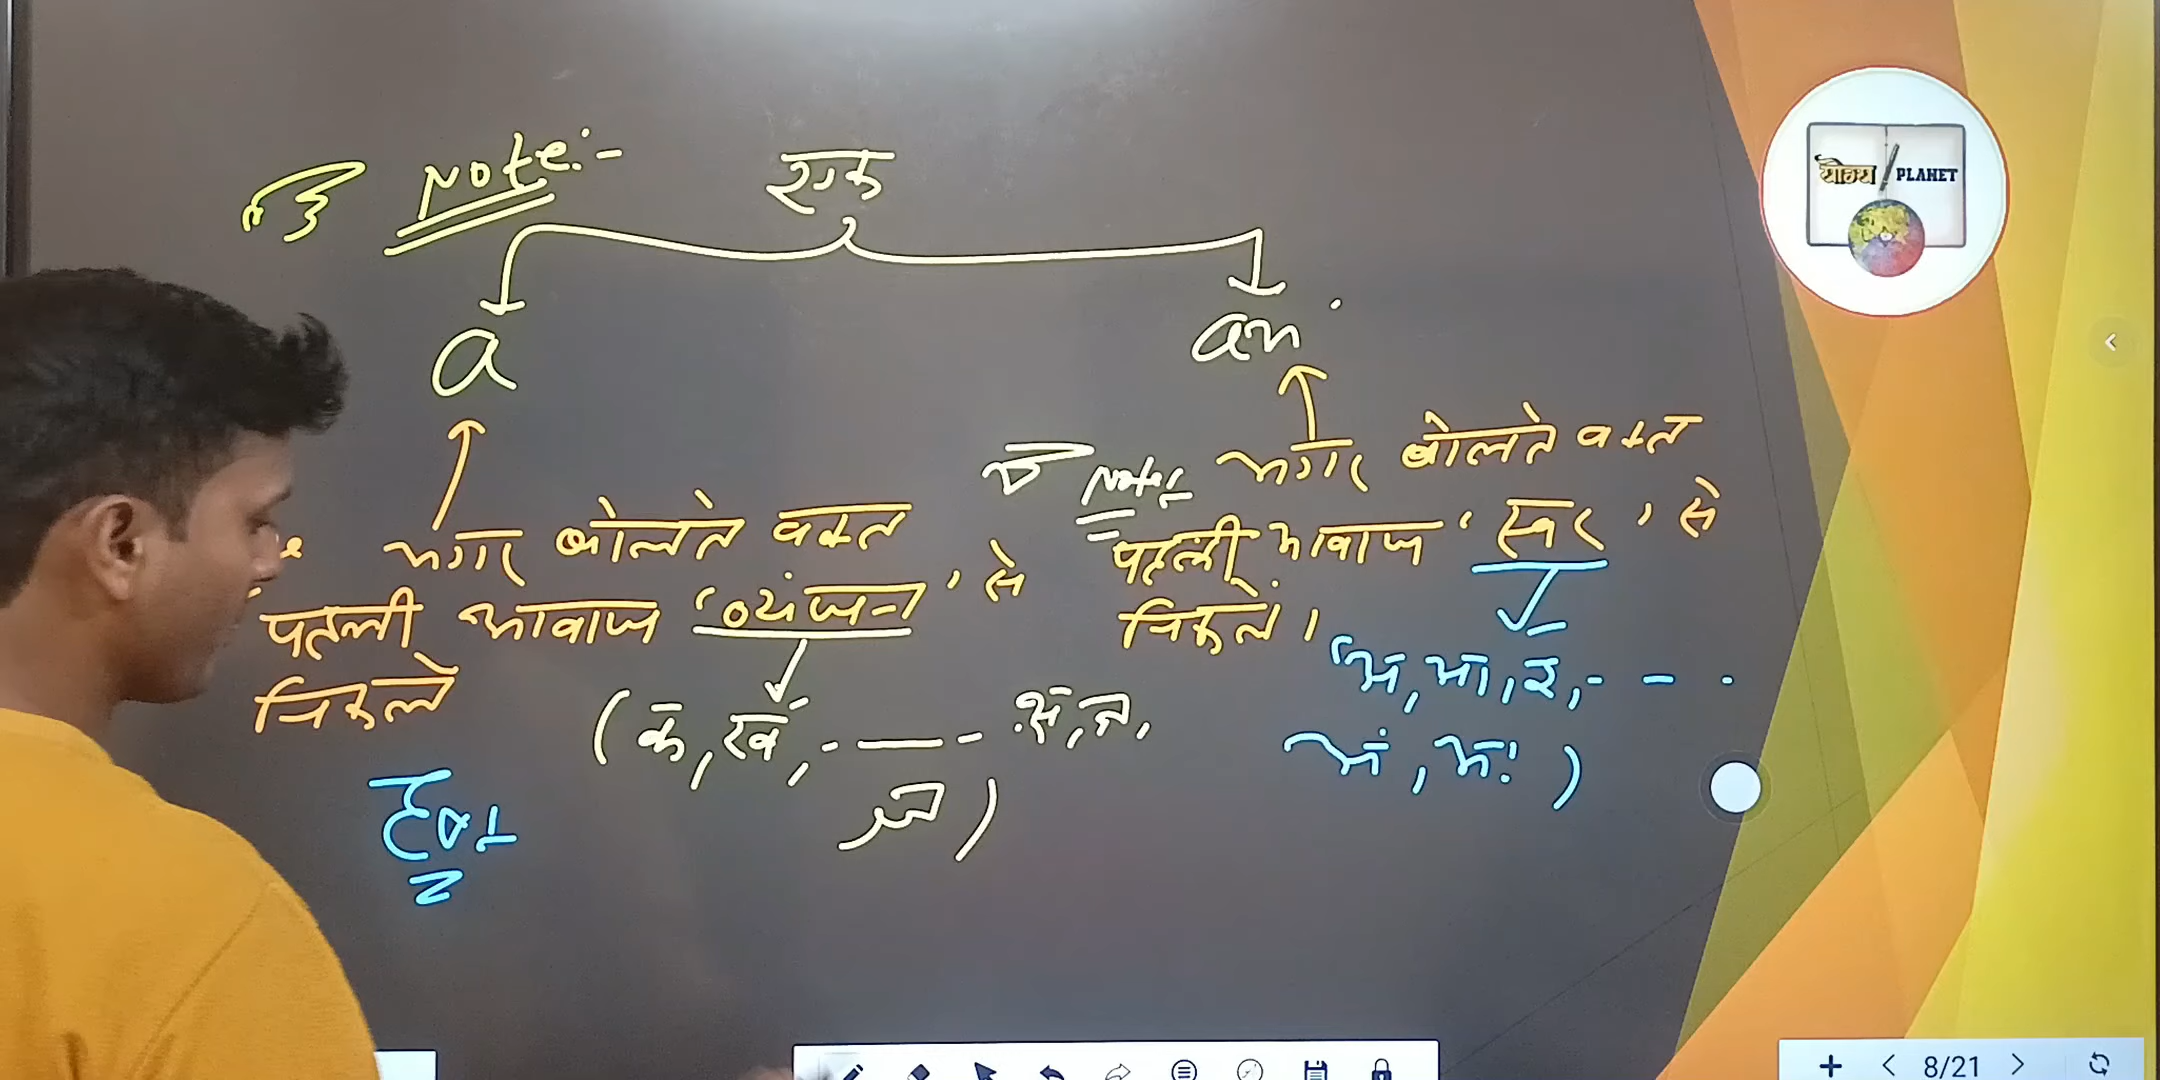 Note:-
एक
a
an
अगर बोलते वक्त
पहली आवाज 'व्यंजन' से
निकले
(क, ख, - — - क्ष, त्र,
ज्ञ)
Note:-
अगर बोलते वक्त
पहली आवाज 'स्वर' से
निकले।
(अ, आ, इ, - - -
अं, अः)
योग्य PLANET
8/21